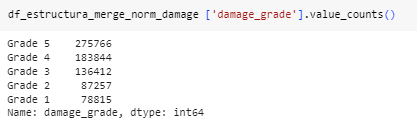 df_estructura_merge_norm_damage ['damage_grade'].value_counts()
Grade 5    275766
Grade 4    183844
Grade 3    136412
Grade 2     87257
Grade 1     78815
Name: damage_grade, dtype: int64